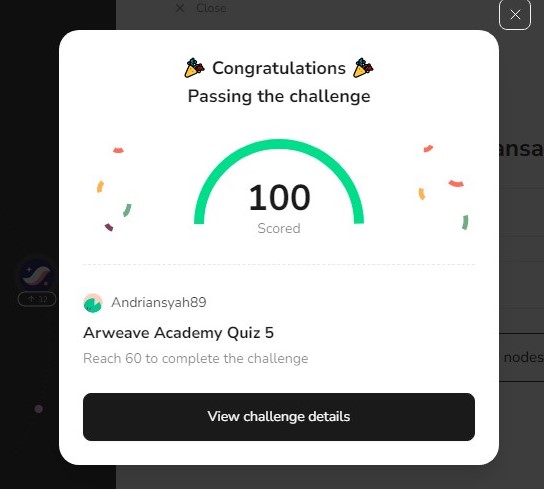 Close
Congratulations
Passing the challenge
100
Scored
Andriansyah89
Arweave Academy Quiz 5
Reach 60 to complete the challenge
View challenge details
ansa
32
nodes